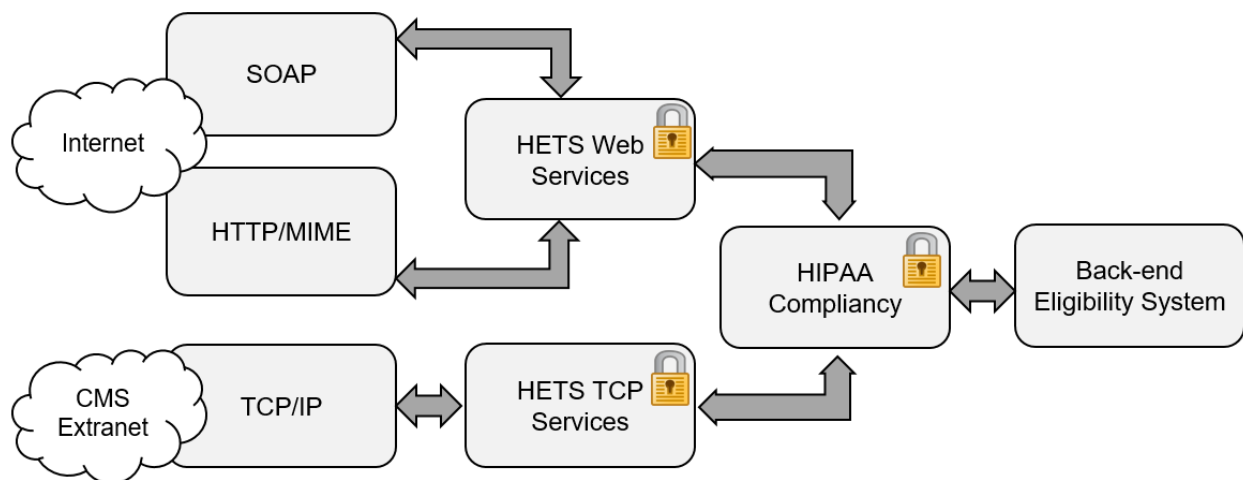 SOAP
Internet
HTTP/MIME
HETS Web
Services
HIPAA
Compliancy
Back-end
Eligibility System
CMS
Extranet
TCP/IP
HETS TCP
Services